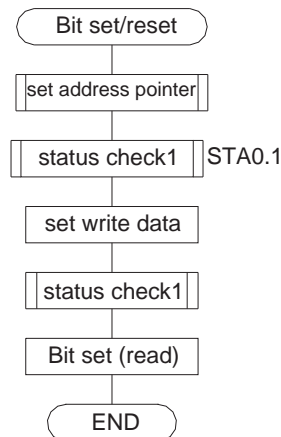 Bit set/reset
set address pointer
status check1 STA0.1
set write data
status check1
Bit set (read)
END